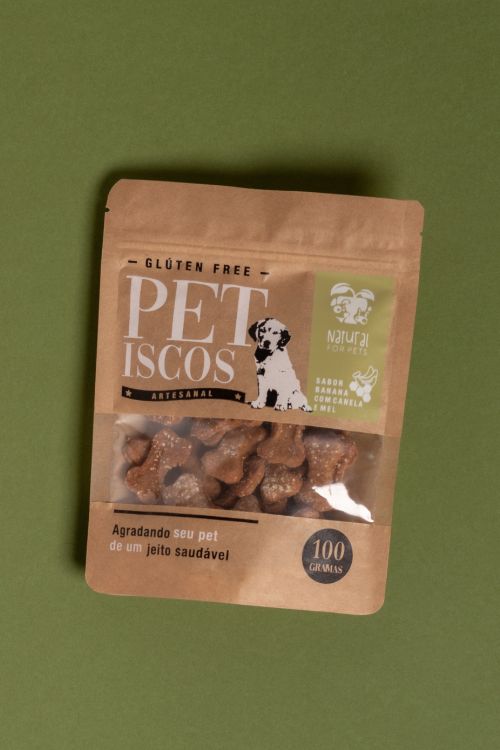 GLÚTEN FREE
PET
ISCOS
ARTESANAL
Natural
FOR PETS
SABOR
BANANA
COM CANELA
E MEL
Agradando seu pet
de um jeito saudável
100
GRAMAS